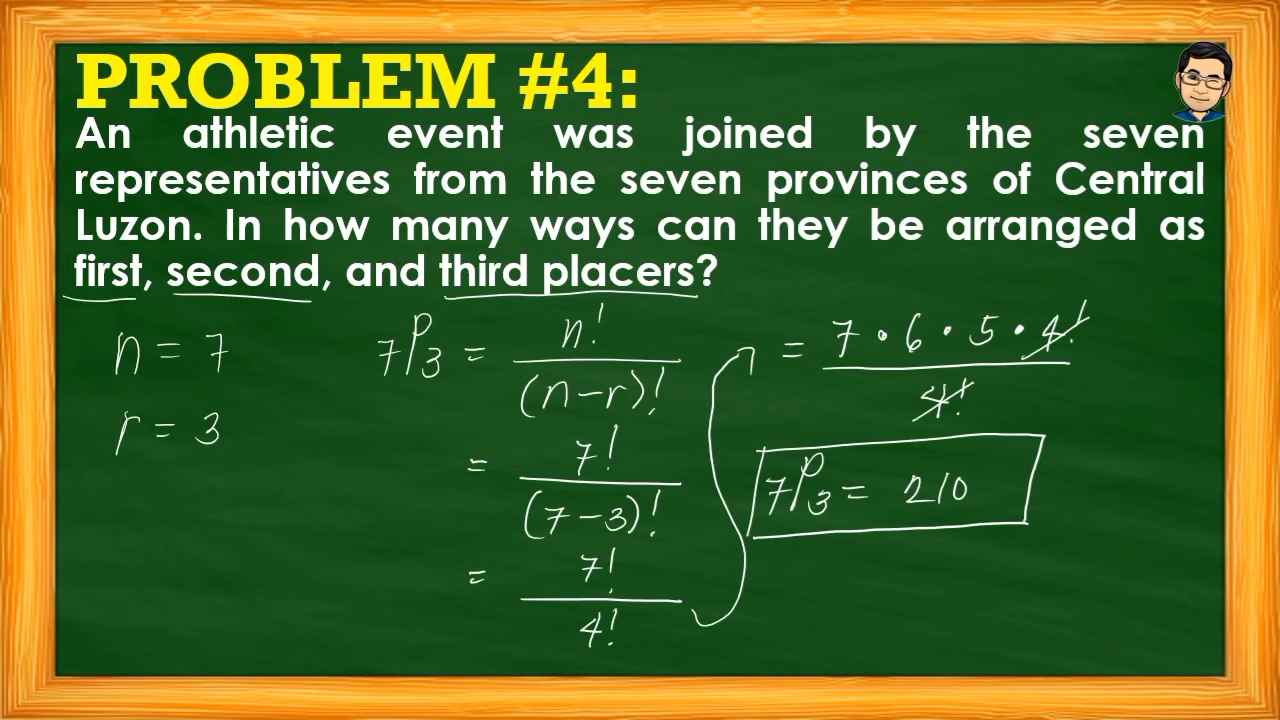 PROBLEM #4:
An athletic event was joined by the seven
representatives from the seven provinces of Central
Luzon. In how many ways can they be arranged as
first, second, and third placers?
n = 7
r = 3
7P3 = n! / (n-r)!
= 7! / (7-3)!
= 7! / 4!
= 7 · 6 · 5 · 4! / 4!
7P3 = 210